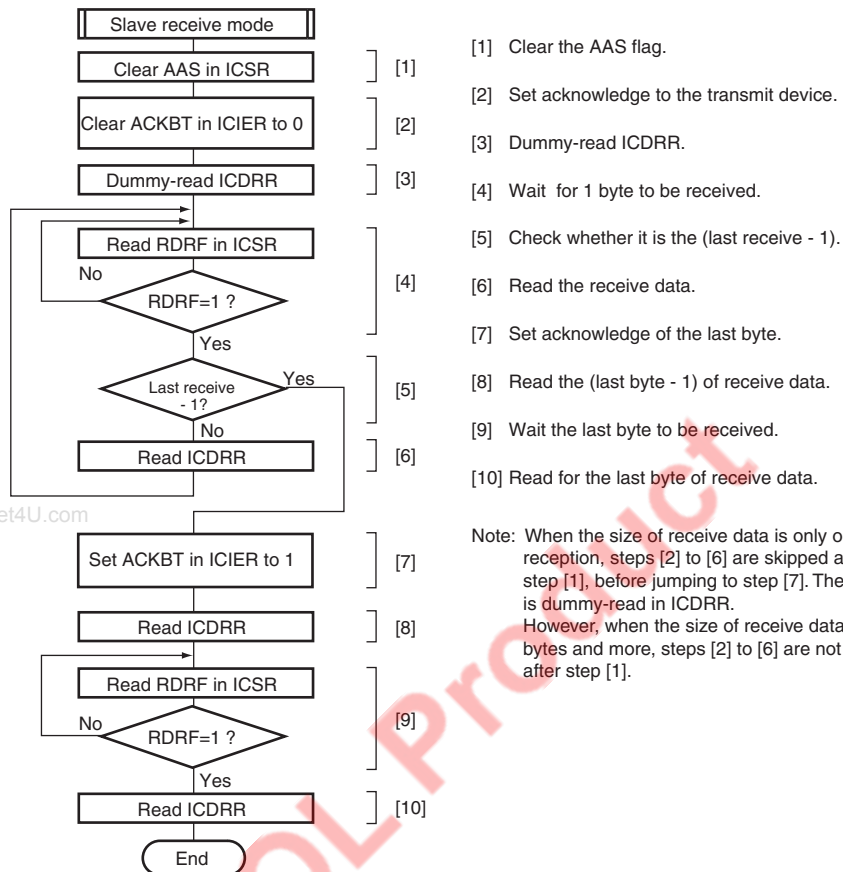 Slave receive mode
Clear AAS in ICSR
[1]
Clear ACKBT in ICIER to 0
[2]
Dummy-read ICDRR
[3]
Read RDRF in ICSR
No
RDRF=1 ?
[4]
Yes
Last receive
- 1?
Yes
[5]
No
Read ICDRR
[6]
et4U.com
Set ACKBT in ICIER to 1
[7]
Read ICDRR
[8]
Read RDRF in ICSR
No
RDRF=1 ?
[9]
Yes
Read ICDRR
[10]
End
[1] Clear the AAS flag.
[2] Set acknowledge to the transmit device.
[3] Dummy-read ICDRR.
[4] Wait for 1 byte to be received.
[5] Check whether it is the (last receive - 1).
[6] Read the receive data.
[7] Set acknowledge of the last byte.
[8] Read the (last byte - 1) of receive data.
[9] Wait the last byte to be received.
[10] Read for the last byte of receive data.
Note: When the size of receive data is only o
reception, steps [2] to [6] are skipped a
step [1], before jumping to step [7]. The
is dummy-read in ICDRR.
However, when the size of receive data
bytes and more, steps [2] to [6] are not
after step [1].
OL Product